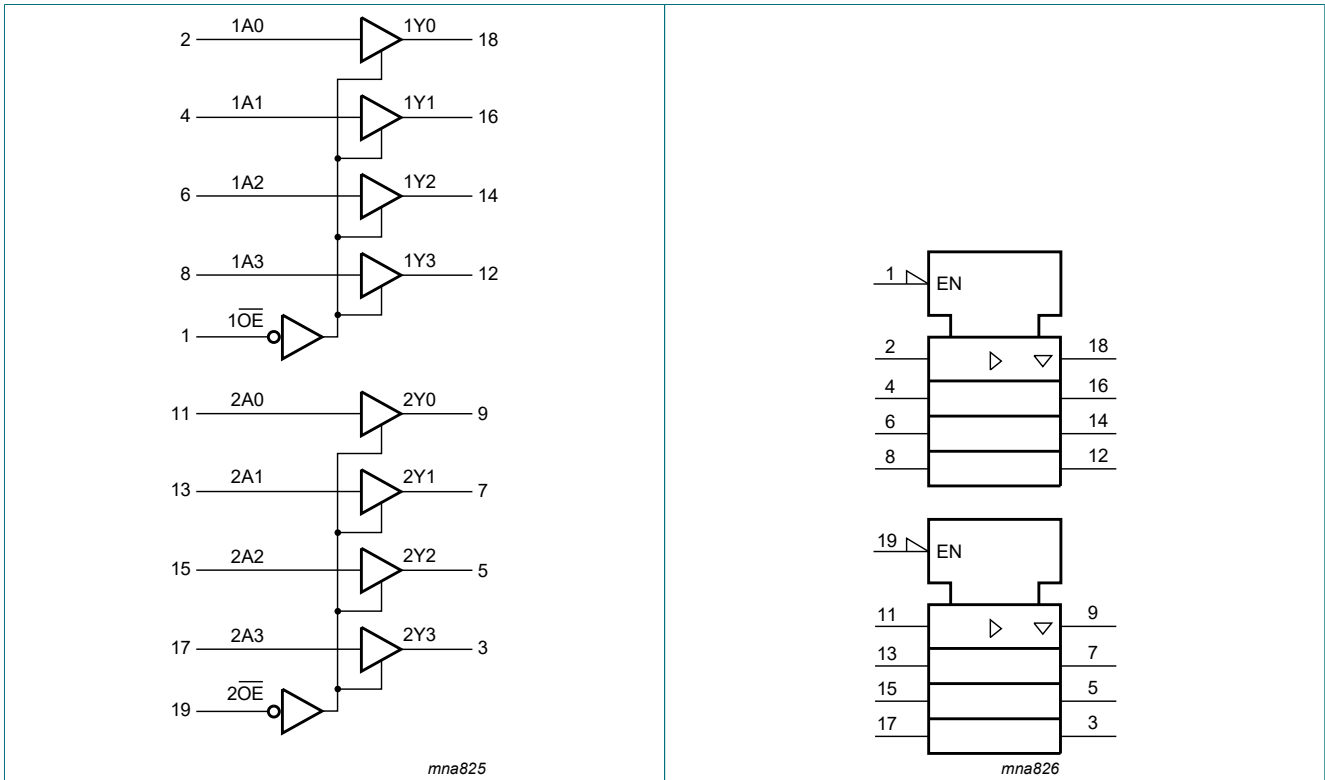 2 1A0 1Y0 18
4 1A1 1Y1 16
6 1A2 1Y2 14
8 1A3 1Y3 12
1 1O̅E̅
11 2A0 2Y0 9
13 2A1 2Y1 7
15 2A2 2Y2 5
17 2A3 2Y3 3
19 2O̅E̅
mna825
1 EN
2 18
4 16
6 14
8 12
19 EN
11 9
13 7
15 5
17 3
mna826